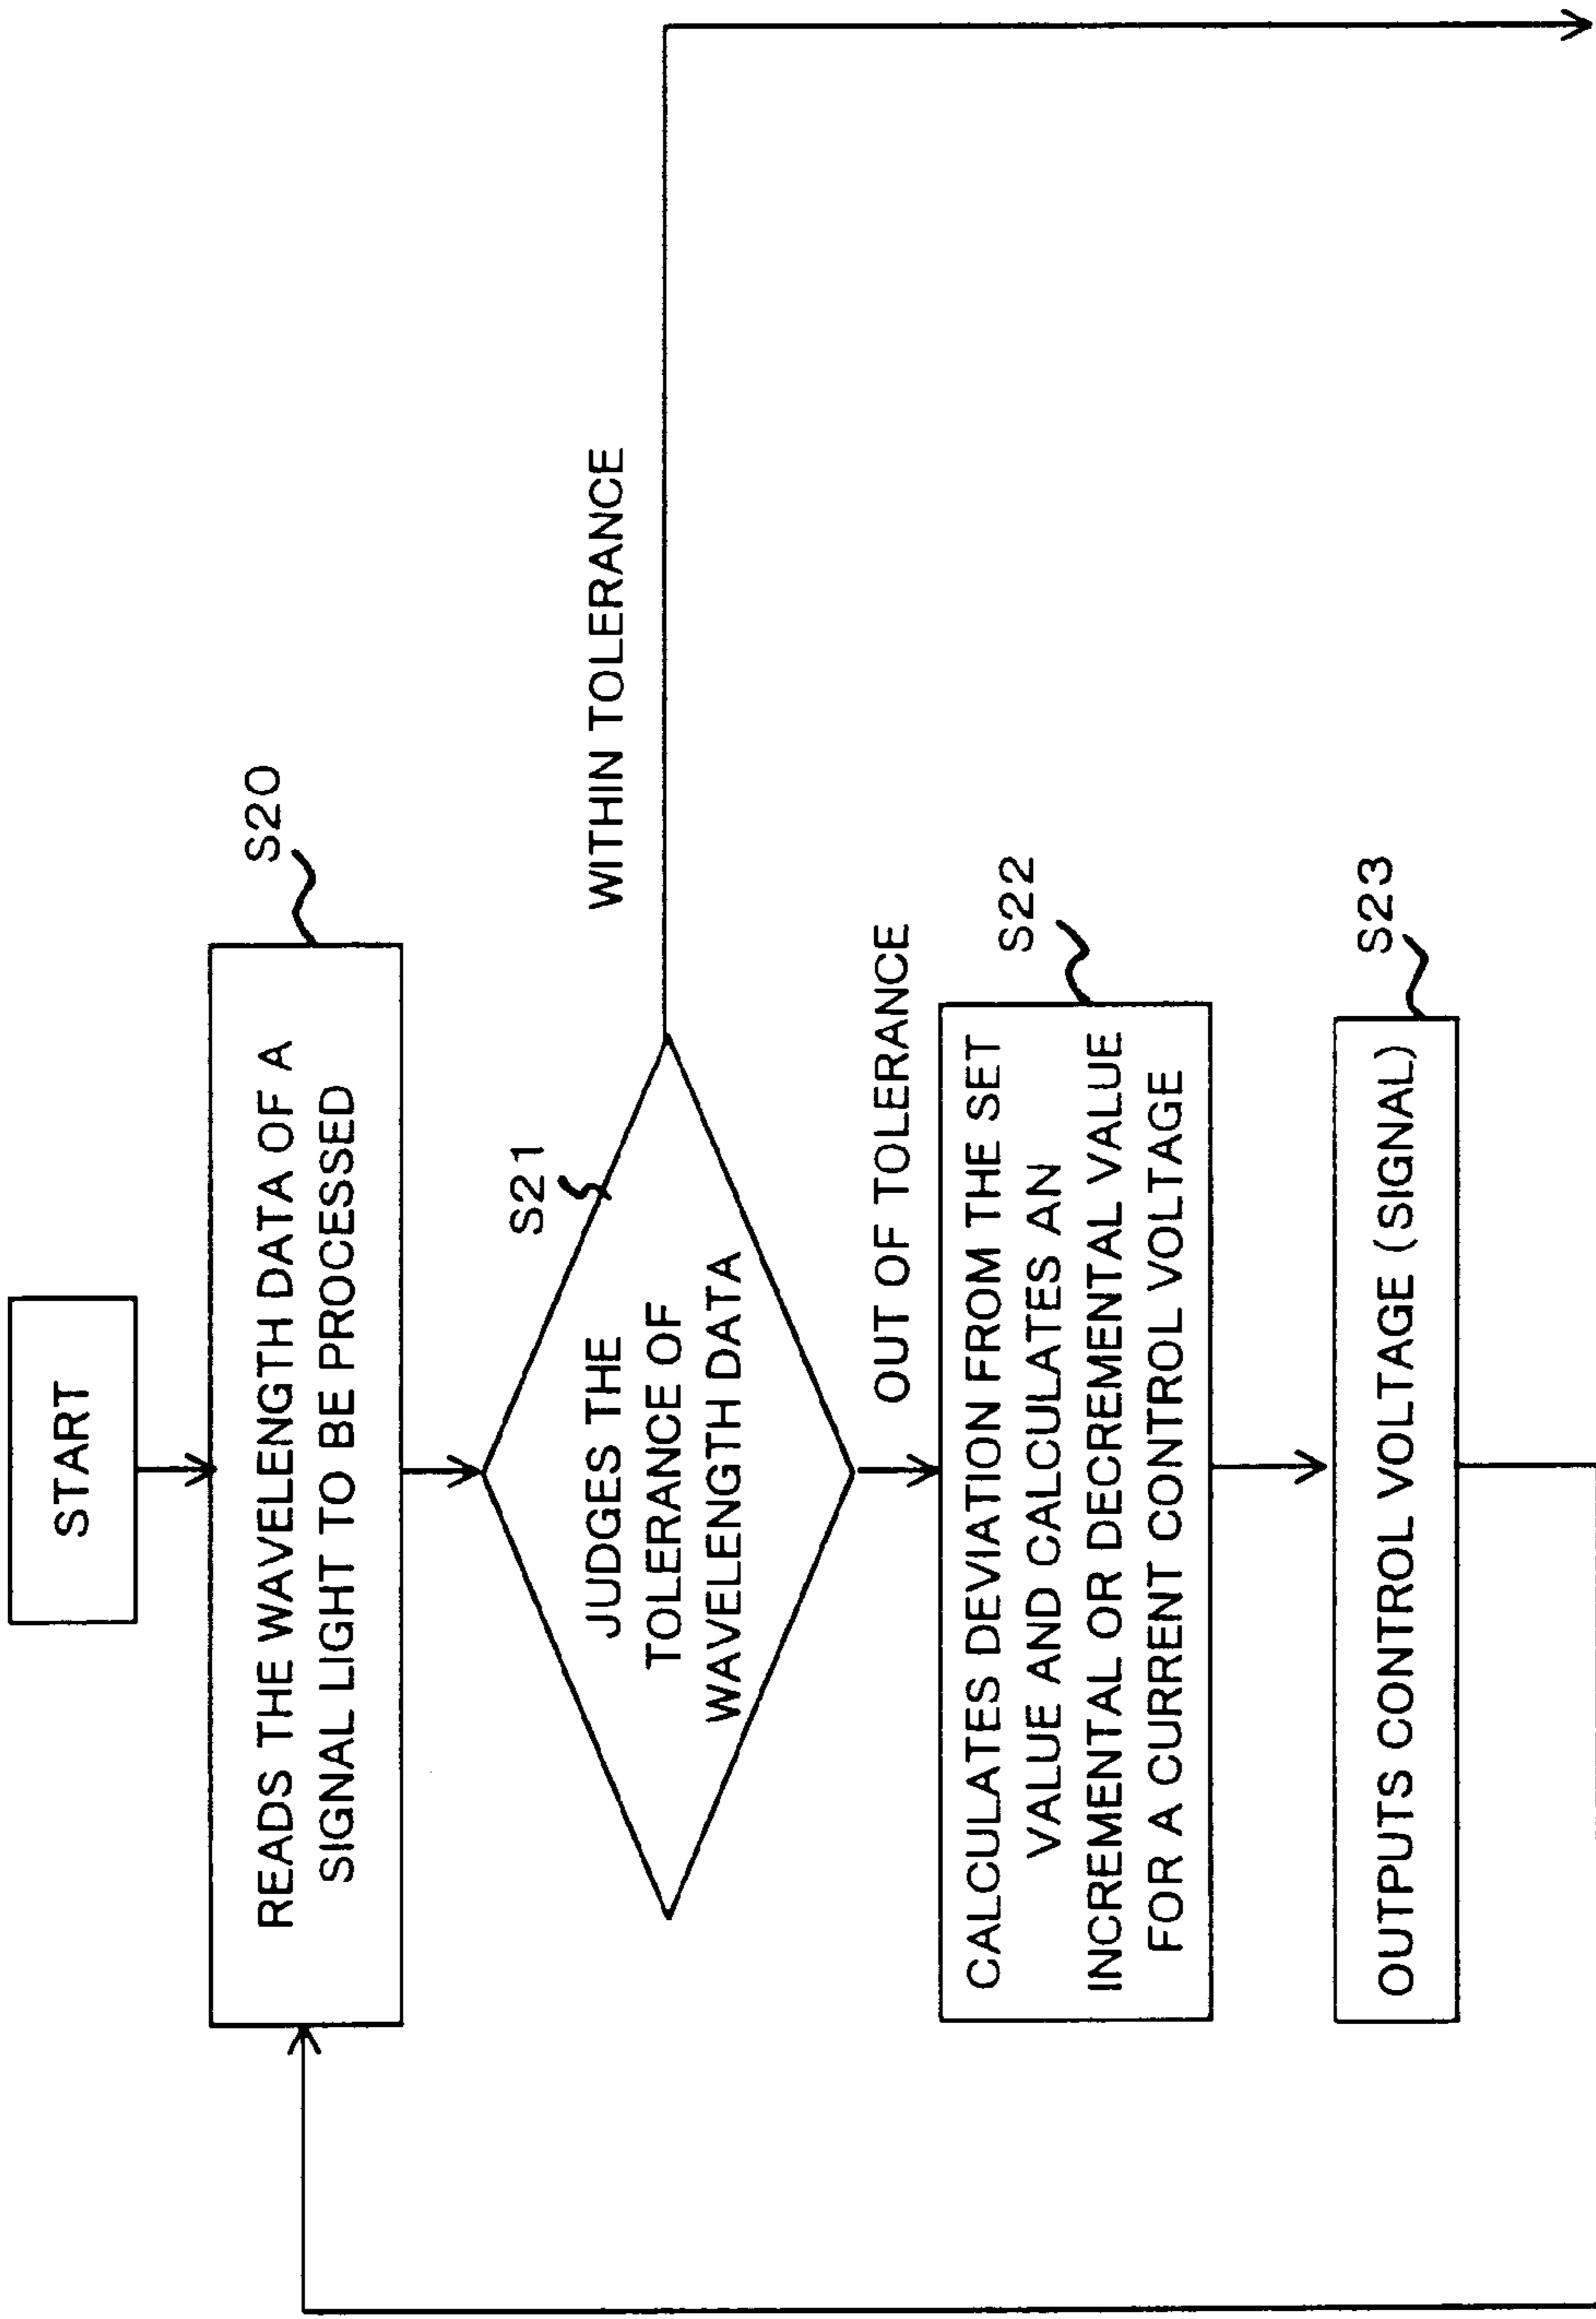 START
S20
READS THE WAVELENGTH DATA OF A
SIGNAL LIGHT TO BE PROCESSED
S21
JUDGES THE
TOLERANCE OF
WAVELENGTH DATA
WITHIN TOLERANCE
OUT OF TOLERANCE
S22
CALCULATES DEVIATION FROM THE SET
VALUE AND CALCULATES AN
INCREMENTAL OR DECREMENTAL VALUE
FOR A CURRENT CONTROL VOLTAGE
S23
OUTPUTS CONTROL VOLTAGE (SIGNAL)